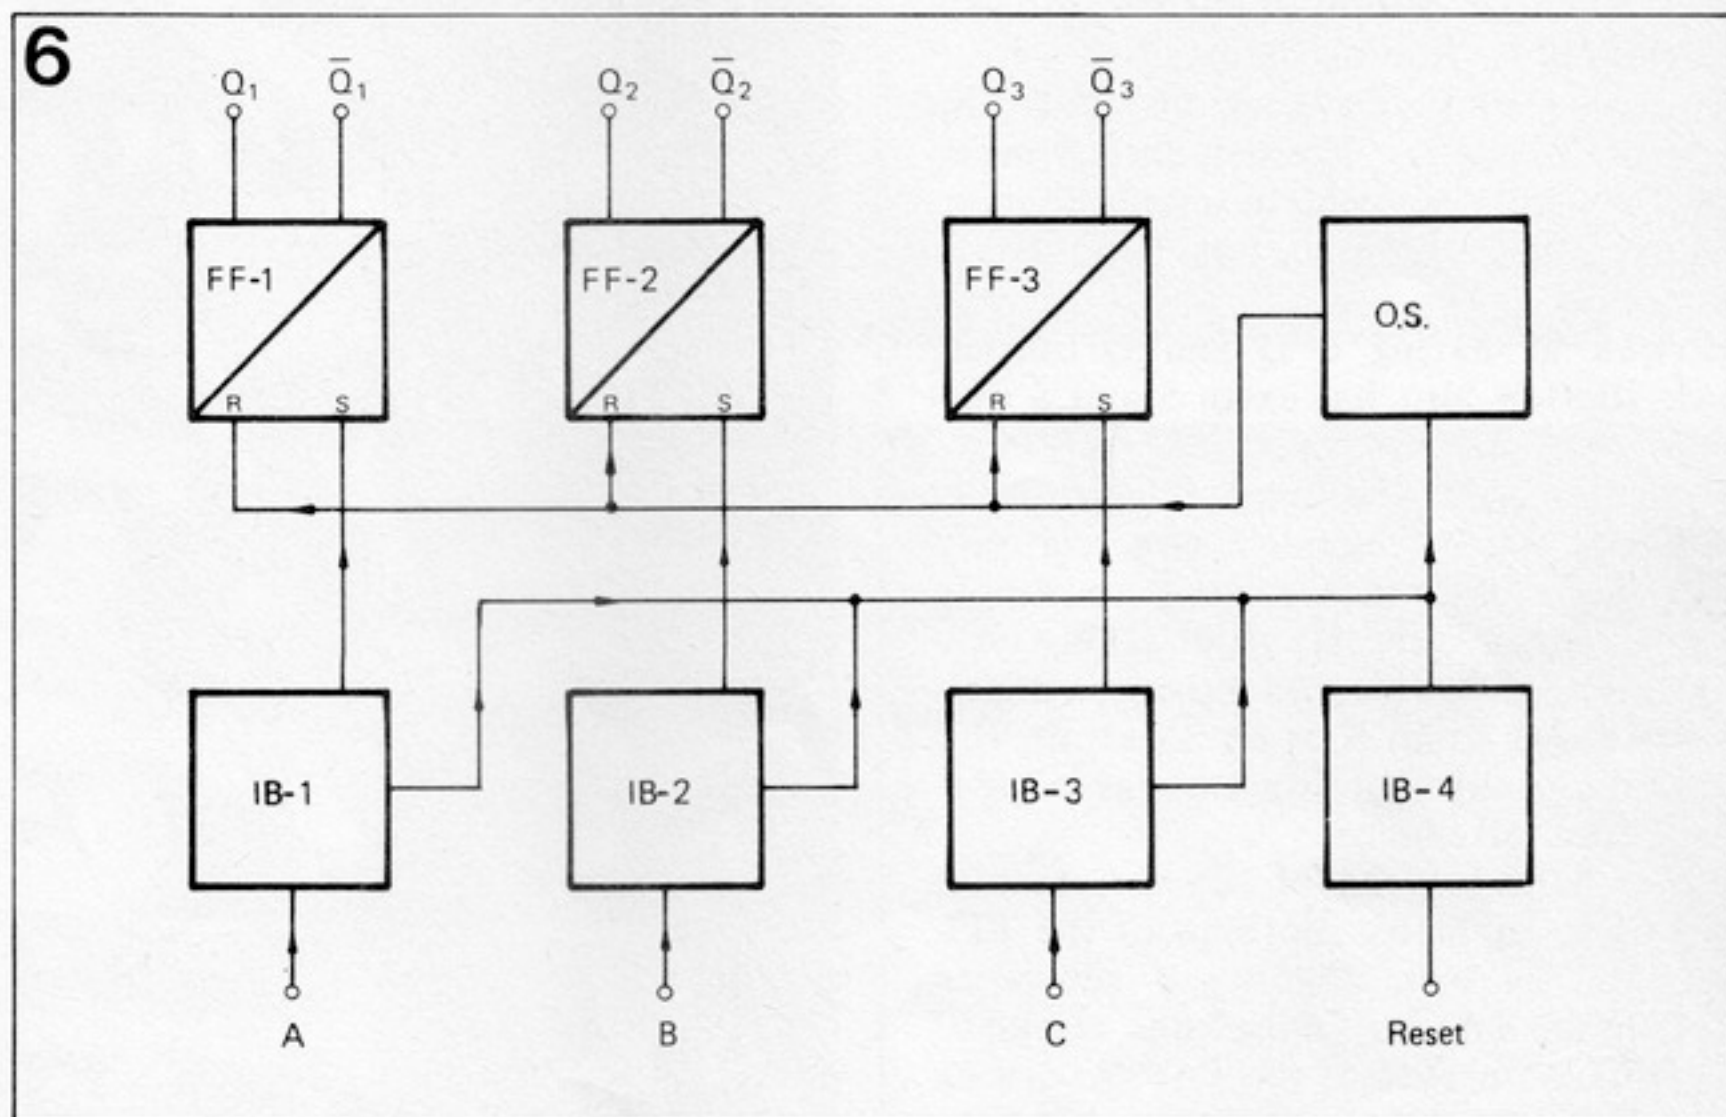 6
Q1 Q̄1 Q2 Q̄2 Q3 Q̄3
FF-1 FF-2 FF-3 O.S.
R S R S R S
IB-1 IB-2 IB-3 IB-4
A B C Reset